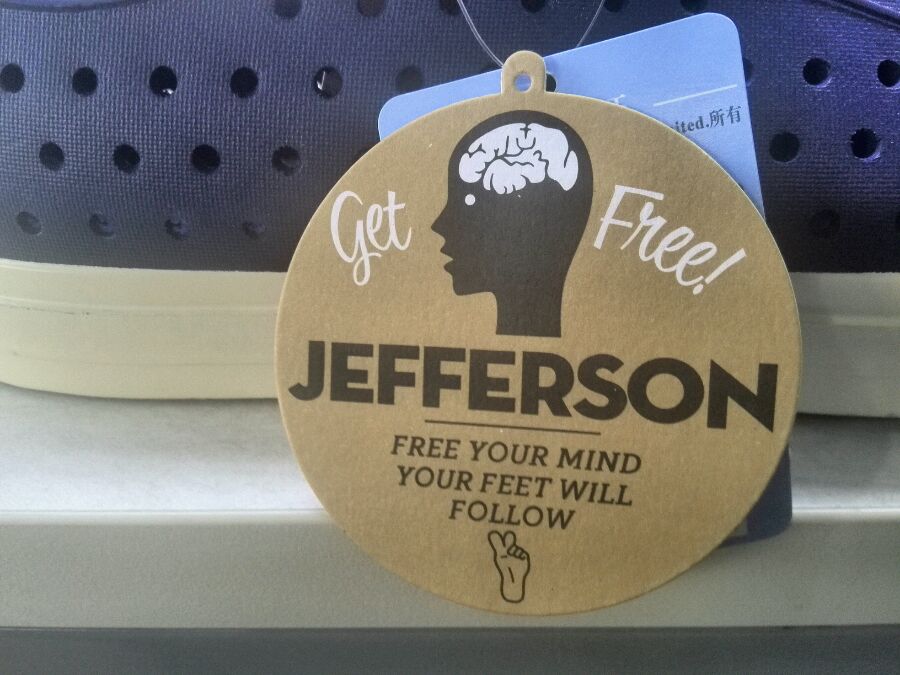 ited.所有
Get Free!
JEFFERSON
FREE YOUR MIND
YOUR FEET WILL
FOLLOW